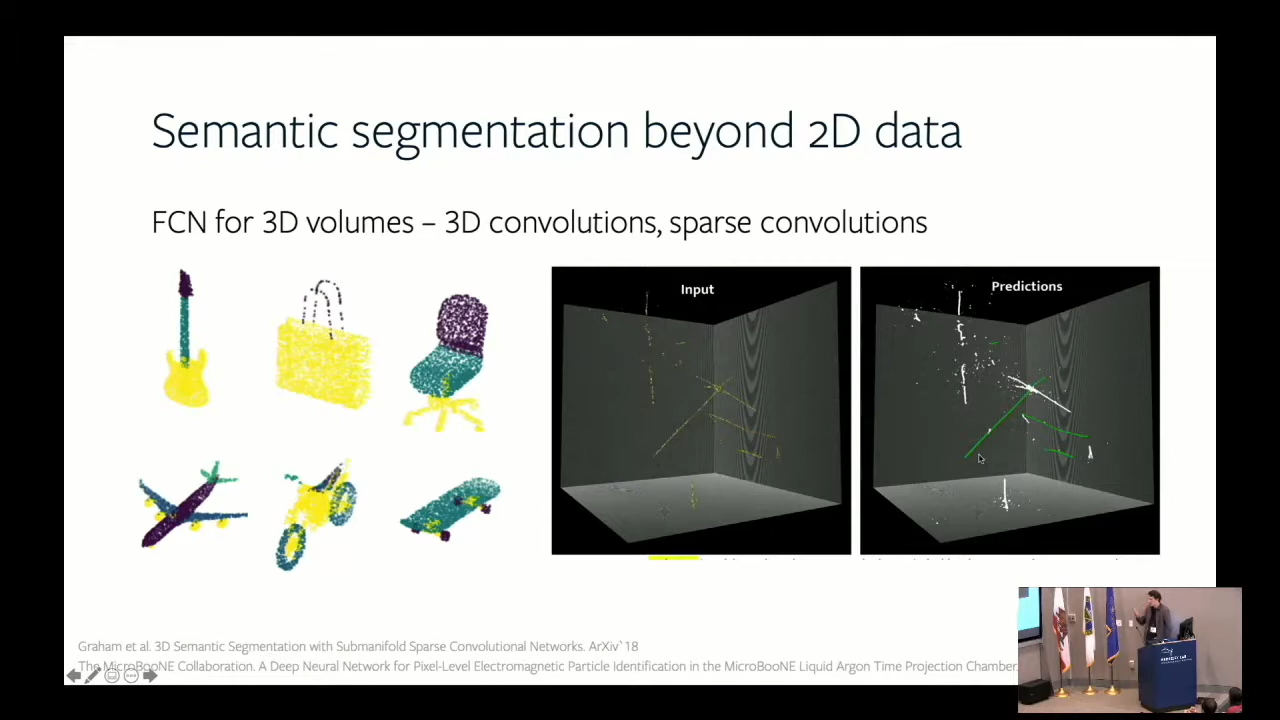 Semantic segmentation beyond 2D data
FCN for 3D volumes – 3D convolutions, sparse convolutions
Input
Predictions
Graham et al. 3D Semantic Segmentation with Submanifold Sparse Convolutional Networks. ArXiv`18
The MicroBooNE Collaboration. A Deep Neural Network for Pixel-Level Electromagnetic Particle Identification in the MicroBooNE Liquid Argon Time Projection Chamber.
BERKELEY LAB